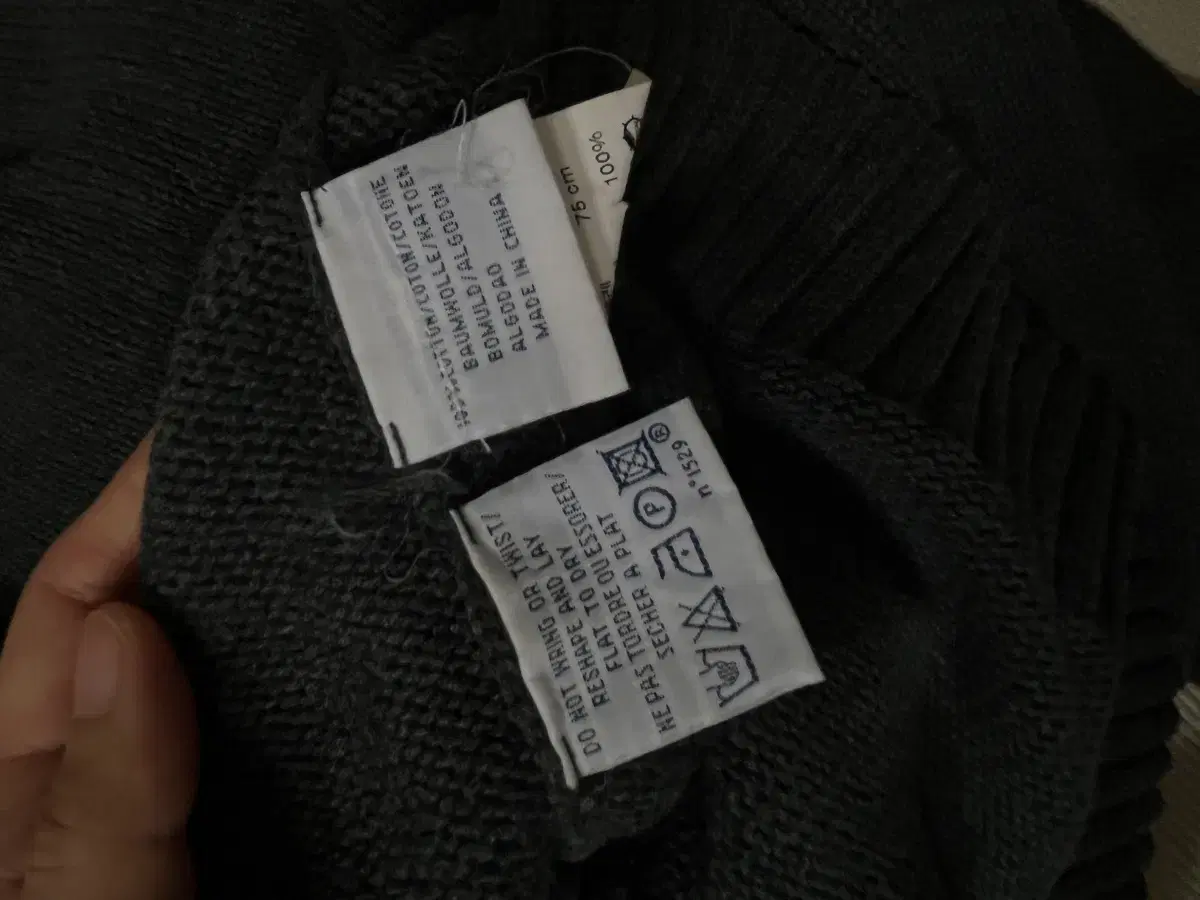 100% COTTON/COTON/COTONE
BAUMWOLLE/KATOEN
BOMULD/ALGODON
ALGODAO
MADE IN CHINA
75 cm
100%
DO NOT WRING OR TWIST/
RESHAPE AND LAY
FLAT TO DRY
NE PAS TORDRE OU ESSORER/
SECHER A PLAT
P
n°1529
R